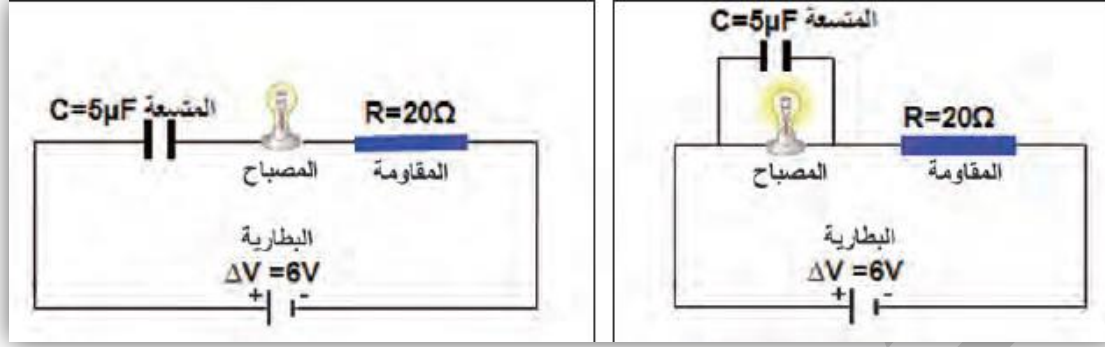 C=5μF المتسعة
R=20Ω
المصباح
المقاومة
البطارية
ΔV =6V
+ -
C=5μF المتسعة
R=20Ω
المصباح
المقاومة
البطارية
ΔV =6V
+ -